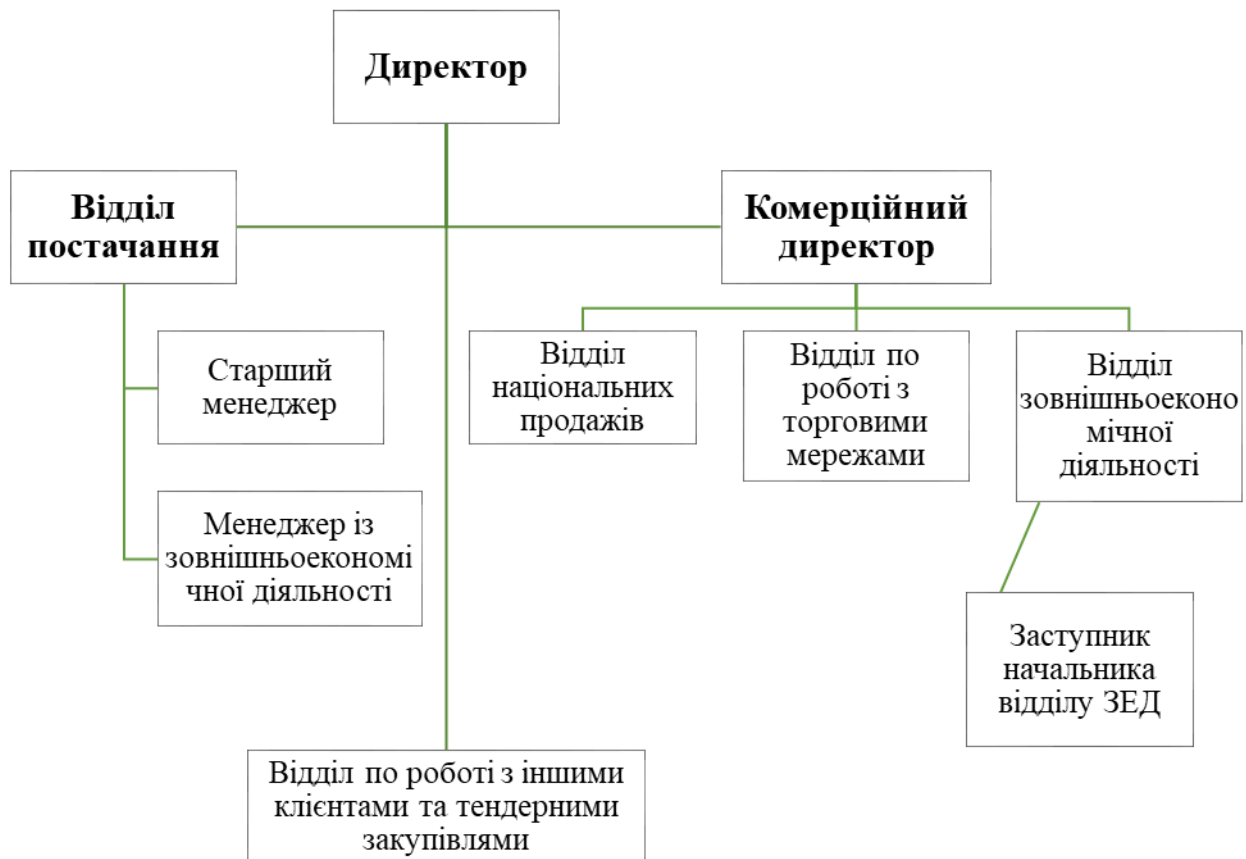 Директор
Відділ
постачання
Комерційний
директор
Старший
менеджер
Менеджер із
зовнішньоекономі
чної діяльності
Відділ
національних
продажів
Відділ по
роботі з
торговими
мережами
Відділ
зовнішньоеконо
мічної
діяльності
Заступник
начальника
відділу ЗЕД
Відділ по роботі з іншими
клієнтами та тендерними
закупівлями